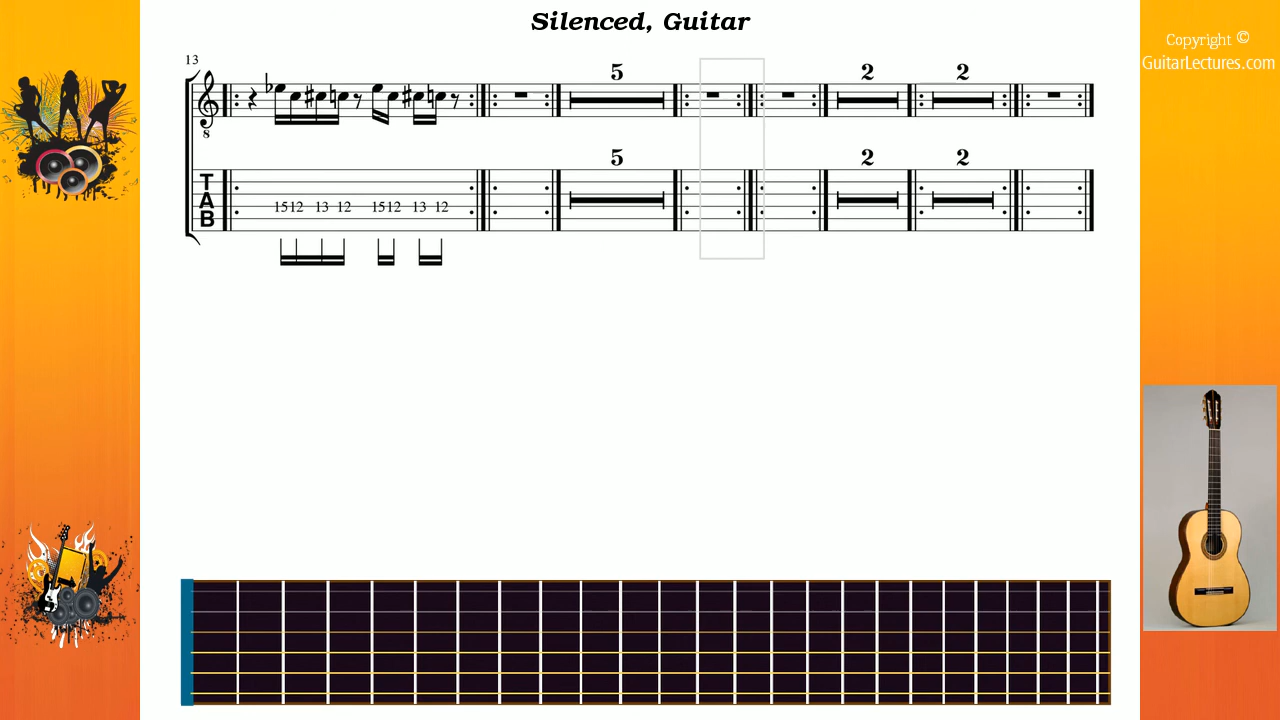 Silenced, Guitar
Copyright ©
GuitarLectures.com
13
5 2 2
8
5 2 2
T
A
B
15 12 13 12 15 12 13 12